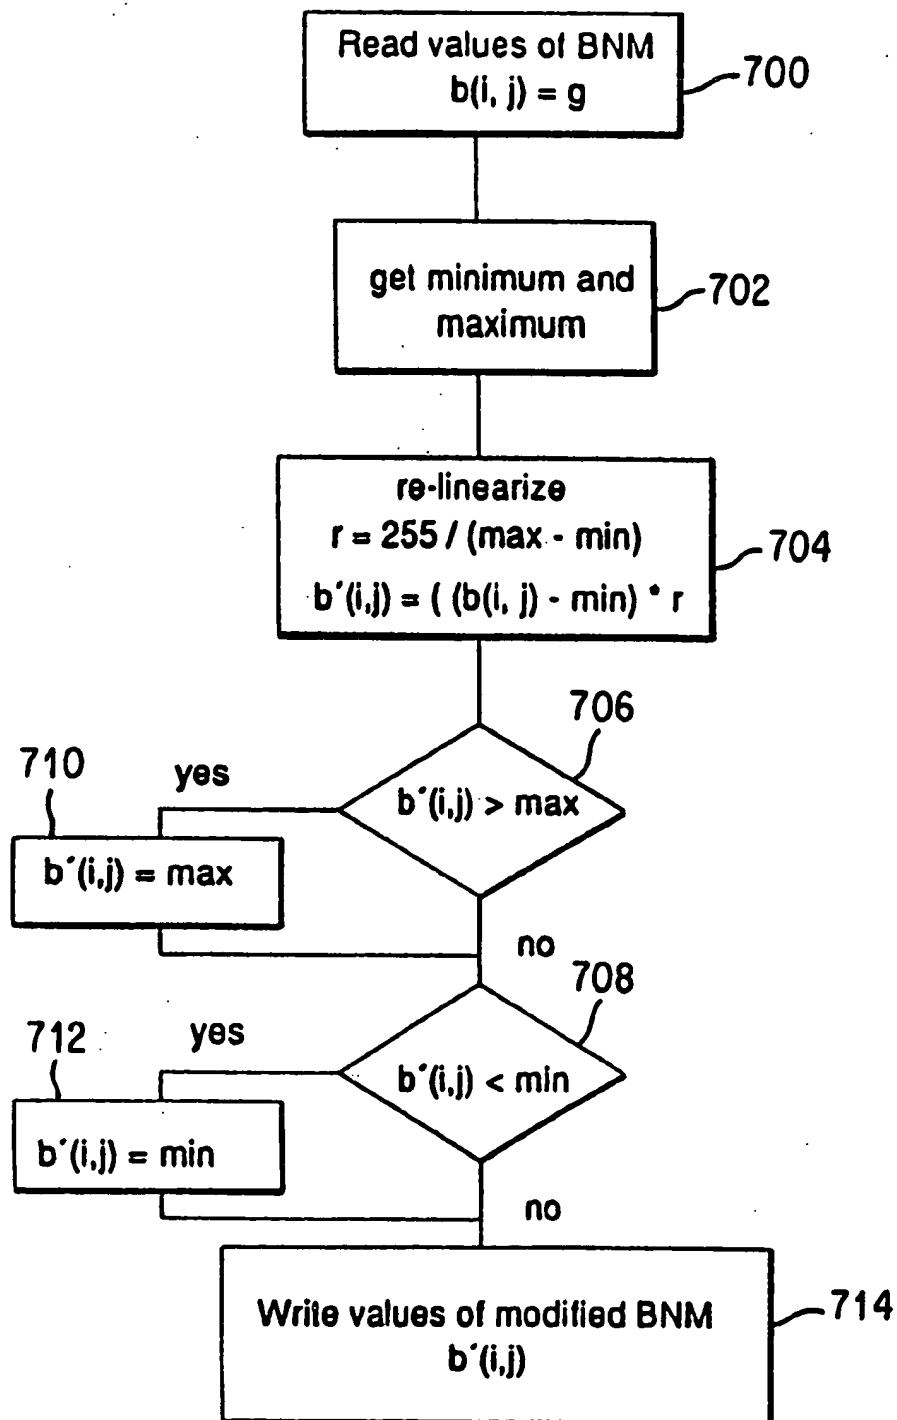 Read values of BNM
b(i, j) = g
700
get minimum and
maximum
702
re-linearize
r = 255 / (max - min)
b´(i,j) = ( (b(i, j) - min) * r
704
706
b´(i,j) > max
yes
710
b´(i,j) = max
no
708
b´(i,j) < min
yes
712
b´(i,j) = min
no
Write values of modified BNM
b´(i,j)
714